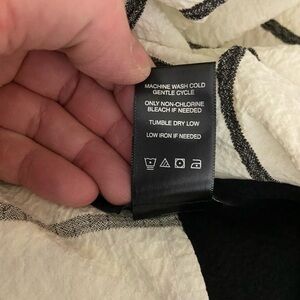 MACHINE WASH COLD
GENTLE CYCLE
ONLY NON-CHLORINE
BLEACH IF NEEDED
TUMBLE DRY LOW
LOW IRON IF NEEDED